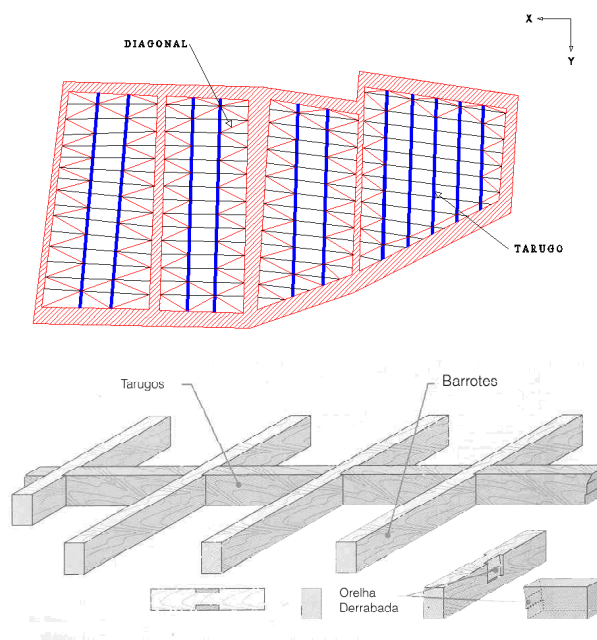 X
Y
DIAGONAL
TARUGO
Tarugos
Barrotes
Orelha
Derrabada